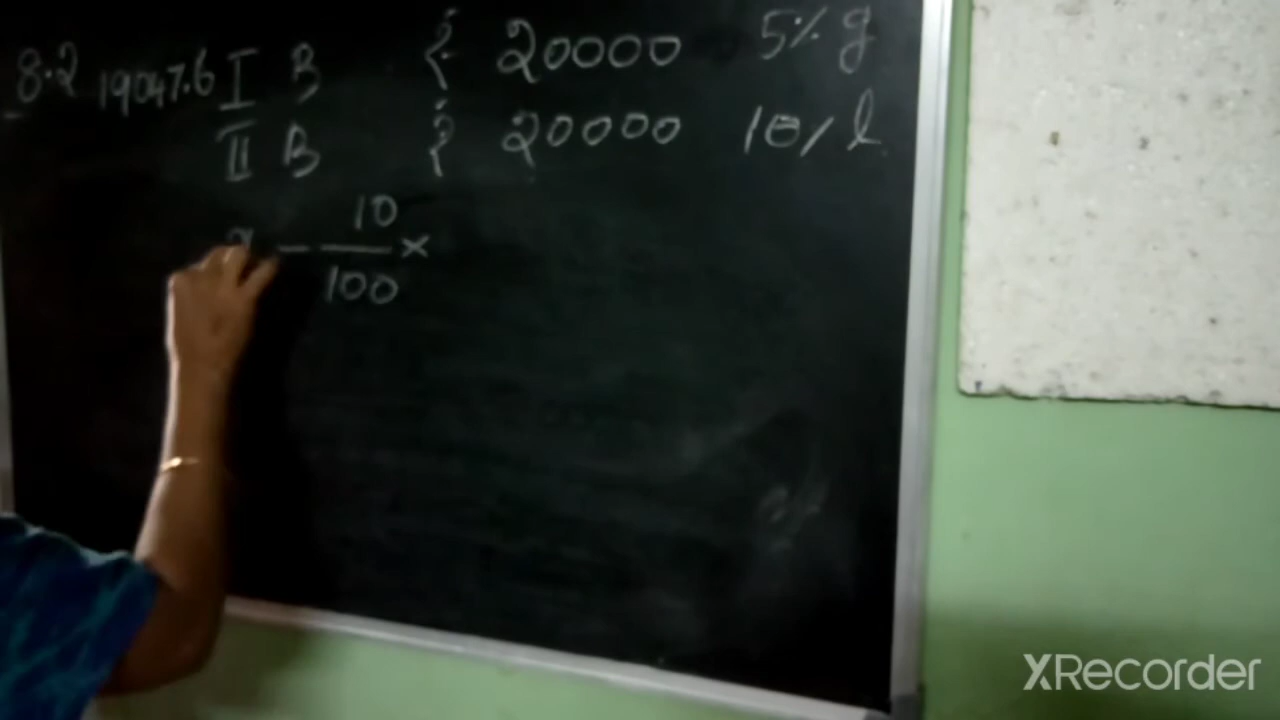 8.2 19047.6 I B { 20000 5% g
II B { 20000 10% l
x - 10/100 ×
XRecorder